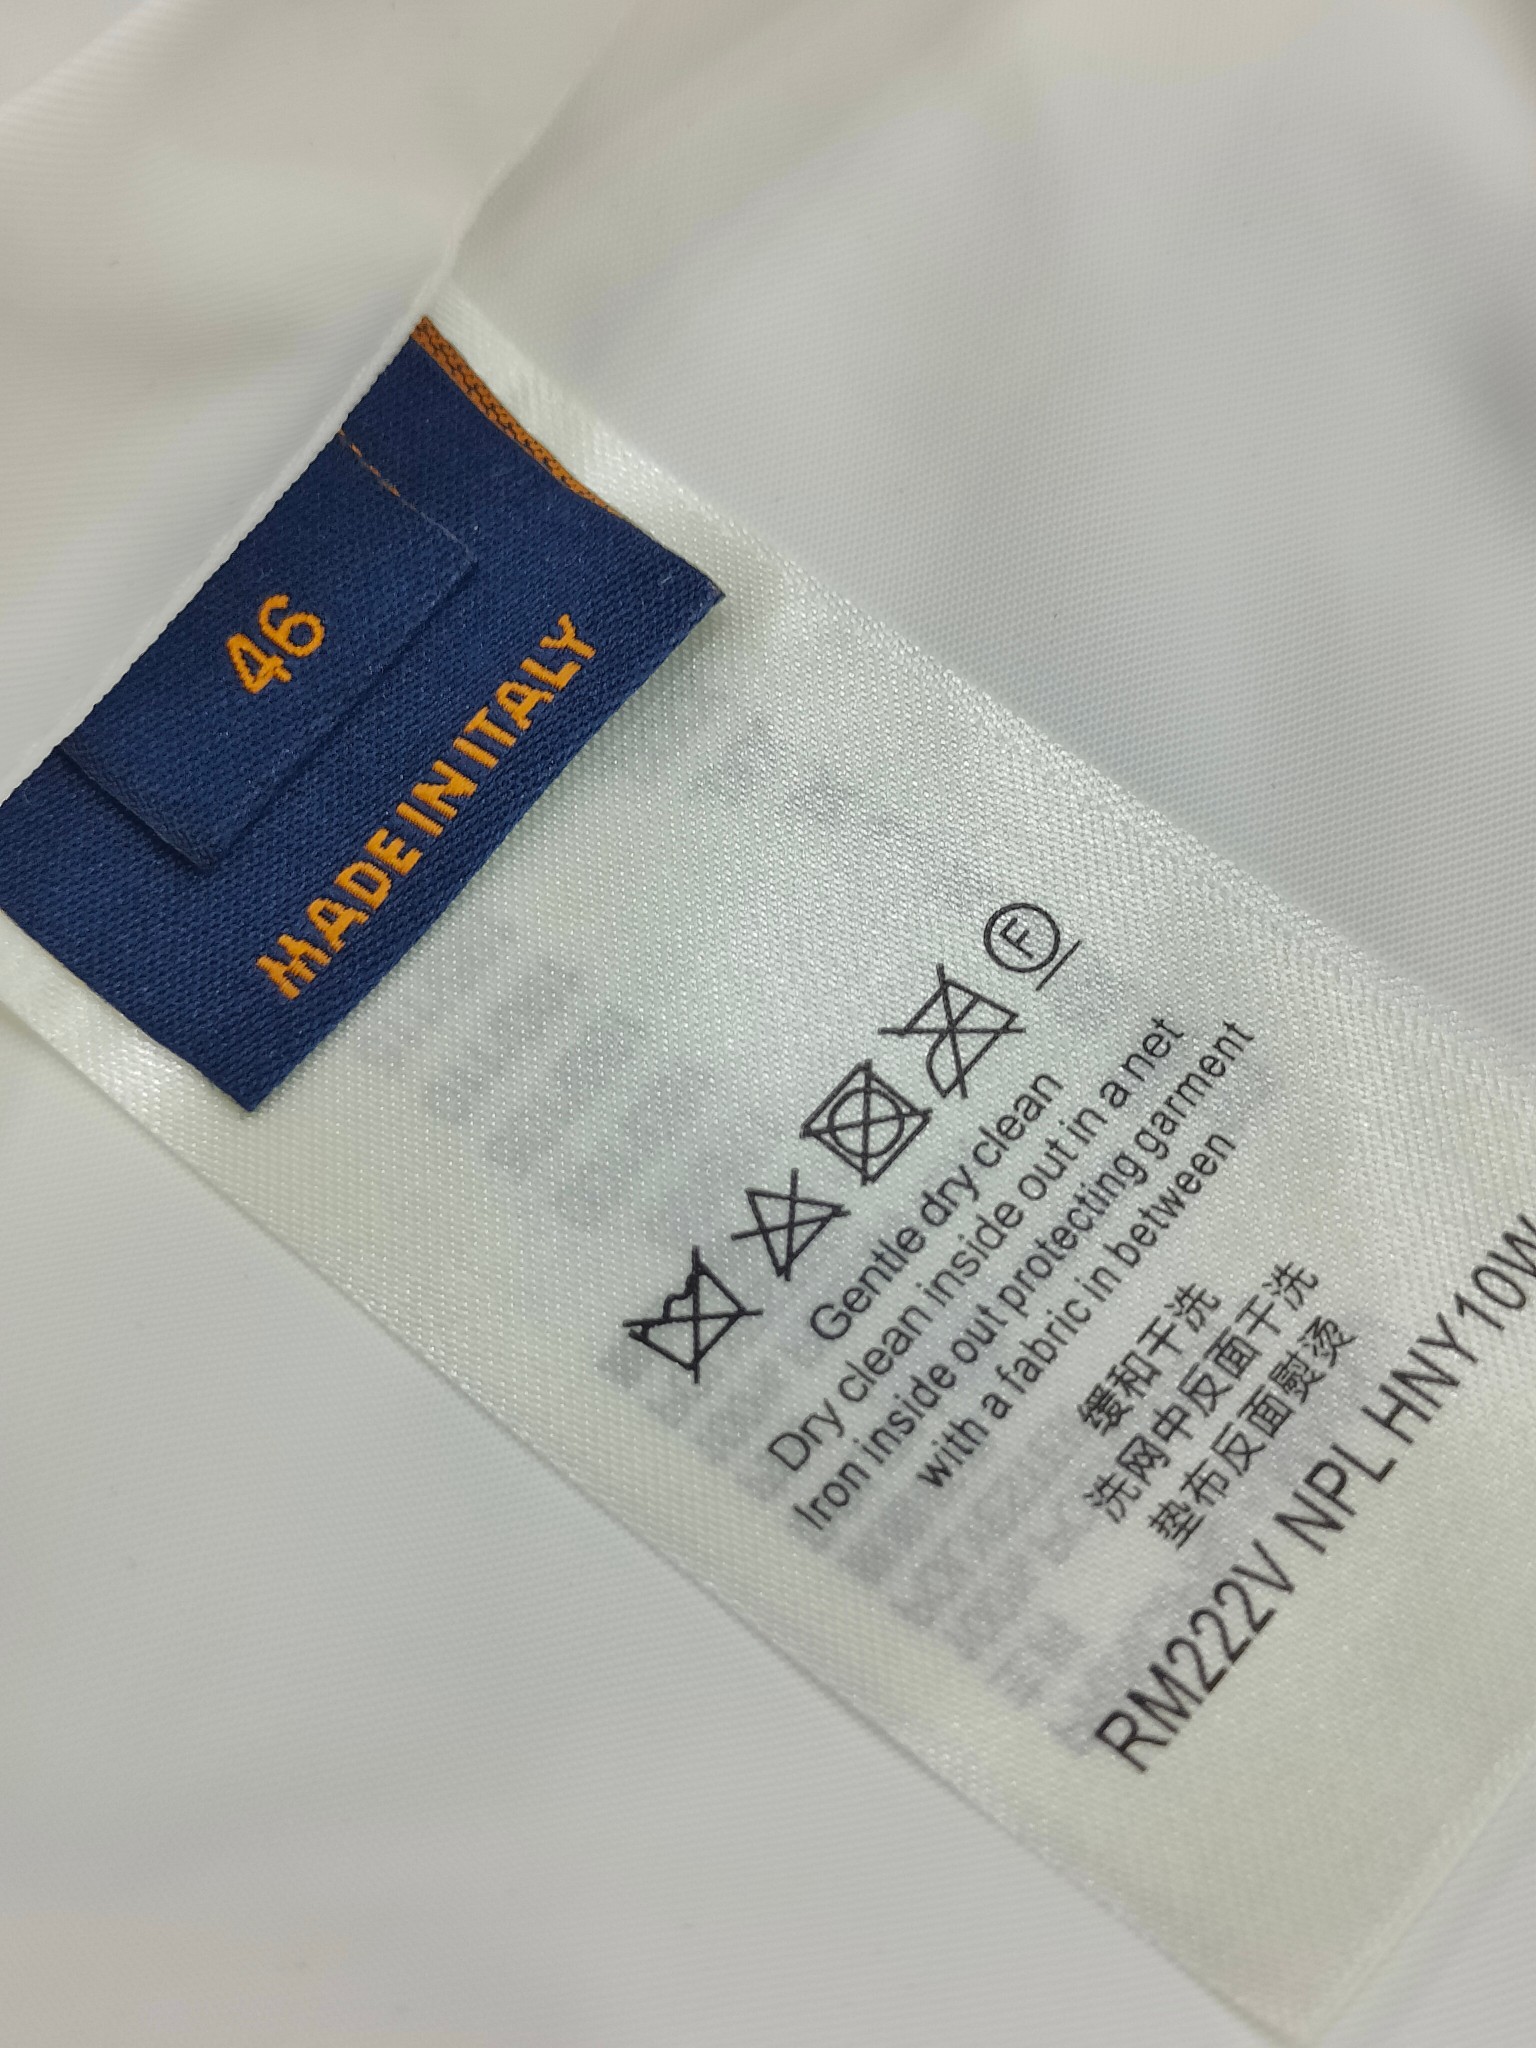 46
MADE IN ITALY
F
Gentle dry clean
Dry clean inside out in a net
Iron inside out protecting garment
with a fabric in between
缓和干洗
洗网中反面干洗
垫布反面熨烫
RM222V NPL HNY10W